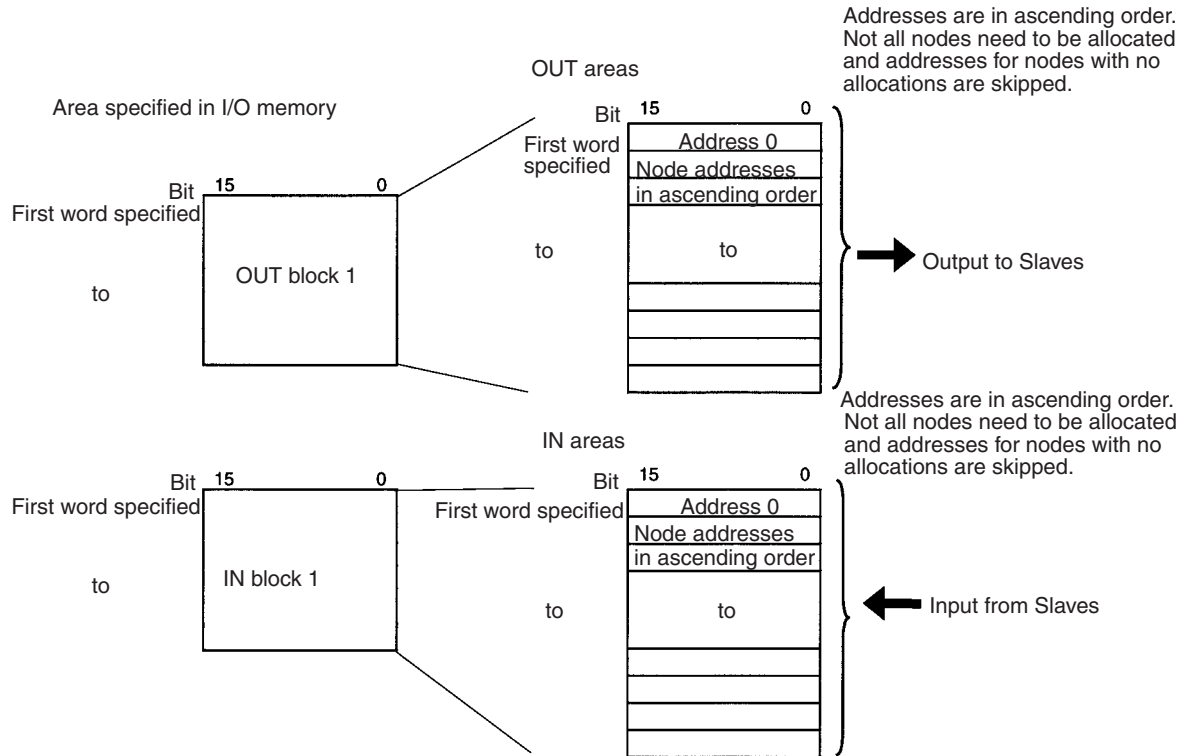 Addresses are in ascending order.
Not all nodes need to be allocated
and addresses for nodes with no
allocations are skipped.
OUT areas
Area specified in I/O memory
Bit 15 0
First word specified
to
OUT block 1
Bit 15 0
First word
specified
Address 0
Node addresses
in ascending order
to
to
Output to Slaves
Addresses are in ascending order.
Not all nodes need to be allocated
and addresses for nodes with no
allocations are skipped.
IN areas
Bit 15 0
First word specified
to
IN block 1
Bit 15 0
First word specified
Address 0
Node addresses
in ascending order
to
to
Input from Slaves